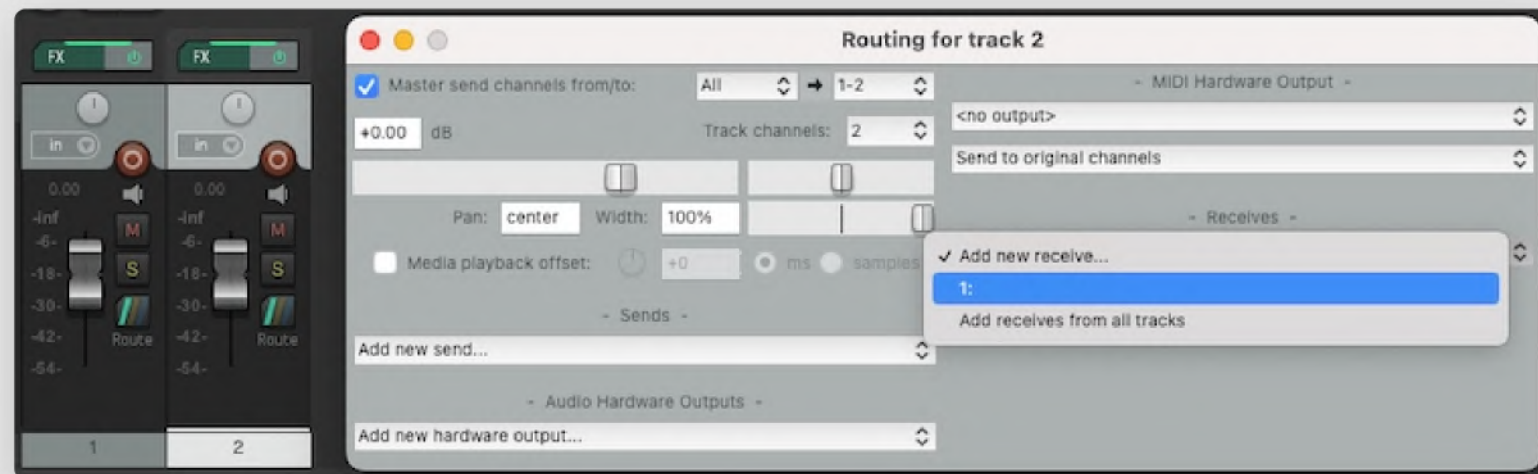 Routing for track 2
FX
FX
Master send channels from/to: All 1-2
- MIDI Hardware Output -
<no output>
+0.00 dB Track channels: 2
Send to original channels
in
in
0.00
0.00
-inf
-inf
Pan: center Width: 100%
- Receives -
M
M
-6-
-6-
Media playback offset: +0 ms samples
✓ Add new receive...
S
S
-18-
-18-
1:
-30-
-30-
- Sends -
Add receives from all tracks
-42- Route
-42- Route
Add new send...
-54-
-54-
- Audio Hardware Outputs -
Add new hardware output...
1
2